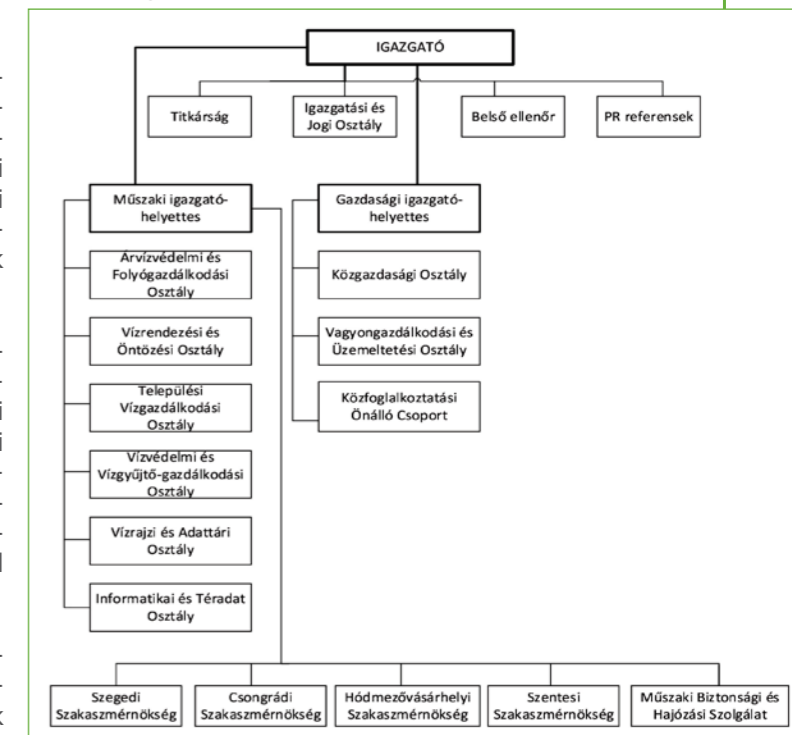 IGAZGATÓ
Titkárság
Igazgatási és
Jogi Osztály
Belső ellenőr
PR referensek
Műszaki igazgató-
helyettes
Gazdasági igazgató-
helyettes
Árvízvédelmi és
Folyógazdálkodási
Osztály
Közgazdasági Osztály
Vízrendezési és
Öntözési Osztály
Vagyongazdálkodási és
Üzemeltetési Osztály
Települési
Vízgazdálkodási
Osztály
Közfoglalkoztatási
Önálló Csoport
Vízvédelmi és
Vízgyűjtő-gazdálkodási
Osztály
Vízrajzi és Adattári
Osztály
Informatikai és Téradat
Osztály
Szegedi
Szakaszmérnökség
Csongrádi
Szakaszmérnökség
Hódmezővásárhelyi
Szakaszmérnökség
Szentesi
Szakaszmérnökség
Műszaki Biztonsági és
Hajózási Szolgálat